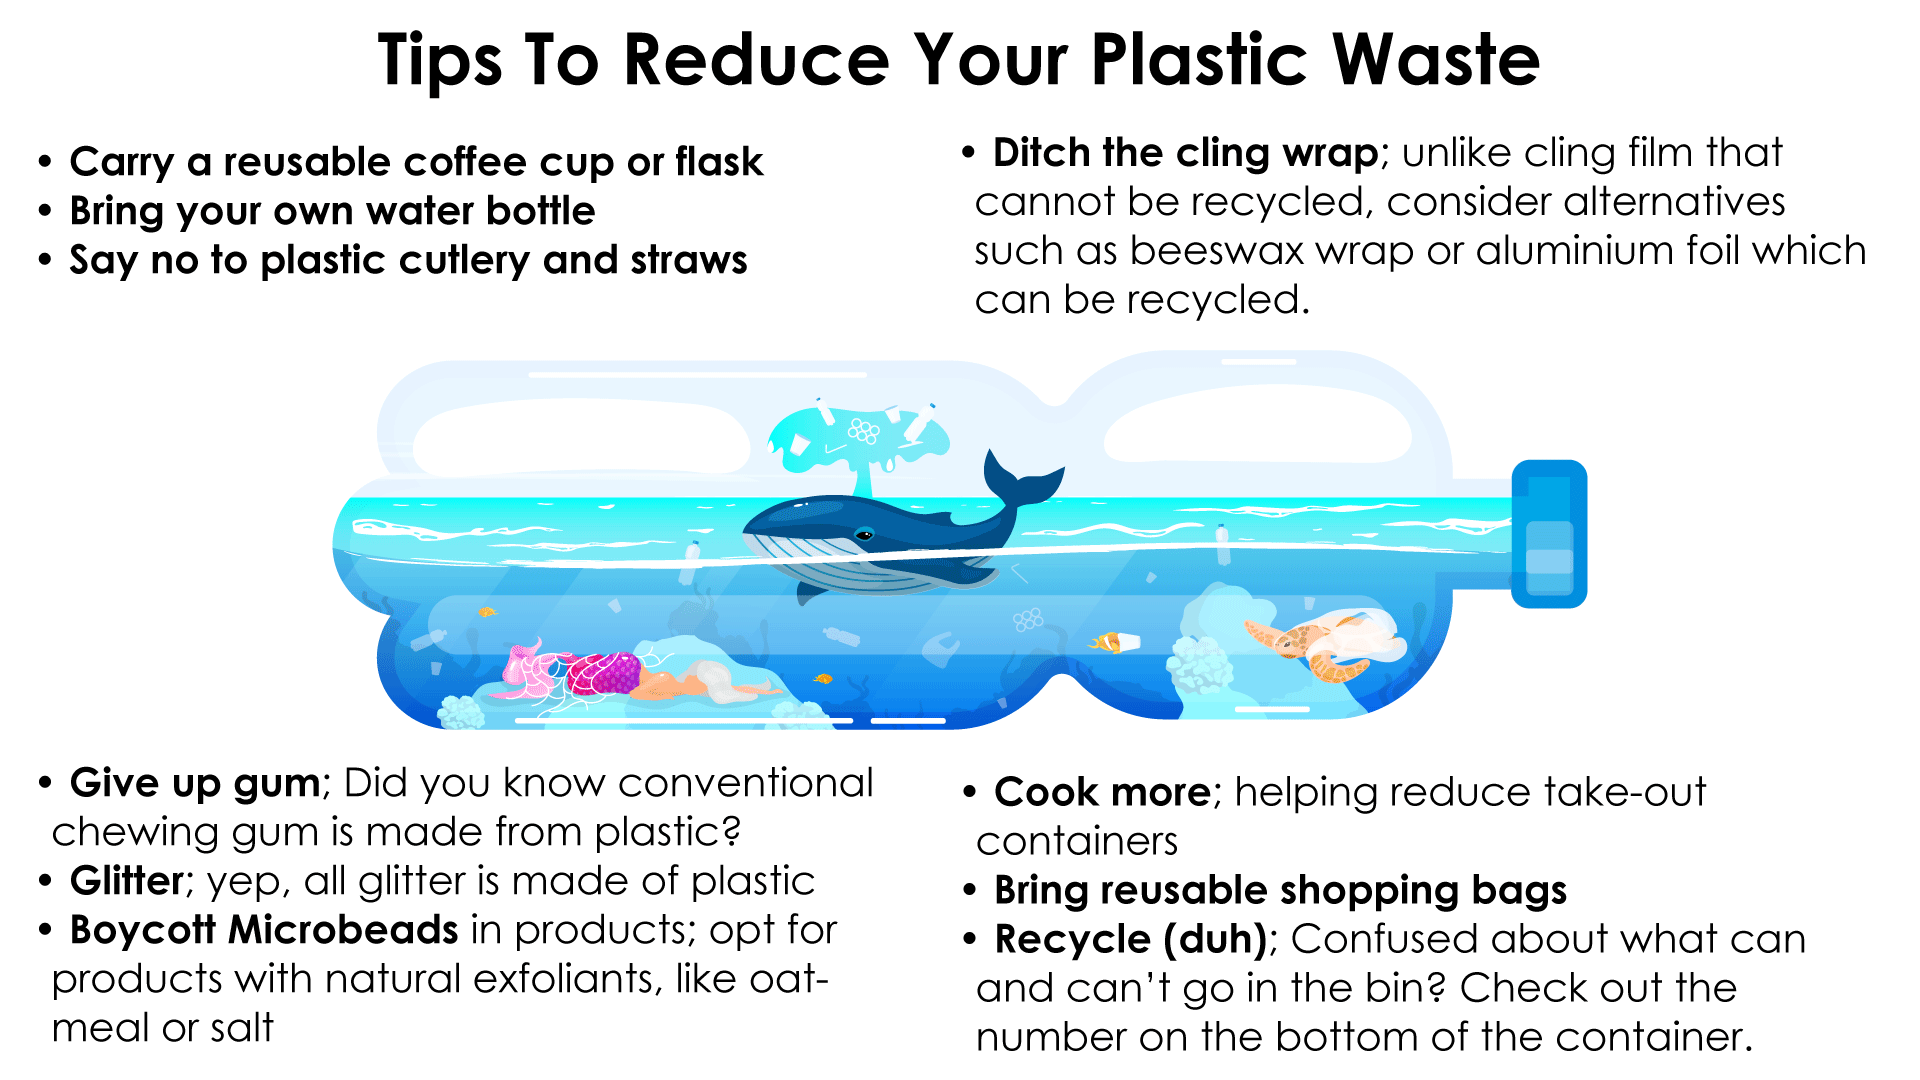 Tips To Reduce Your Plastic Waste
• Carry a reusable coffee cup or flask
• Bring your own water bottle
• Say no to plastic cutlery and straws
• Ditch the cling wrap; unlike cling film that
cannot be recycled, consider alternatives
such as beeswax wrap or aluminium foil which
can be recycled.
• Give up gum; Did you know conventional
chewing gum is made from plastic?
• Glitter; yep, all glitter is made of plastic
• Boycott Microbeads in products; opt for
products with natural exfoliants, like oat-
meal or salt
• Cook more; helping reduce take-out
containers
• Bring reusable shopping bags
• Recycle (duh); Confused about what can
and can’t go in the bin? Check out the
number on the bottom of the container.